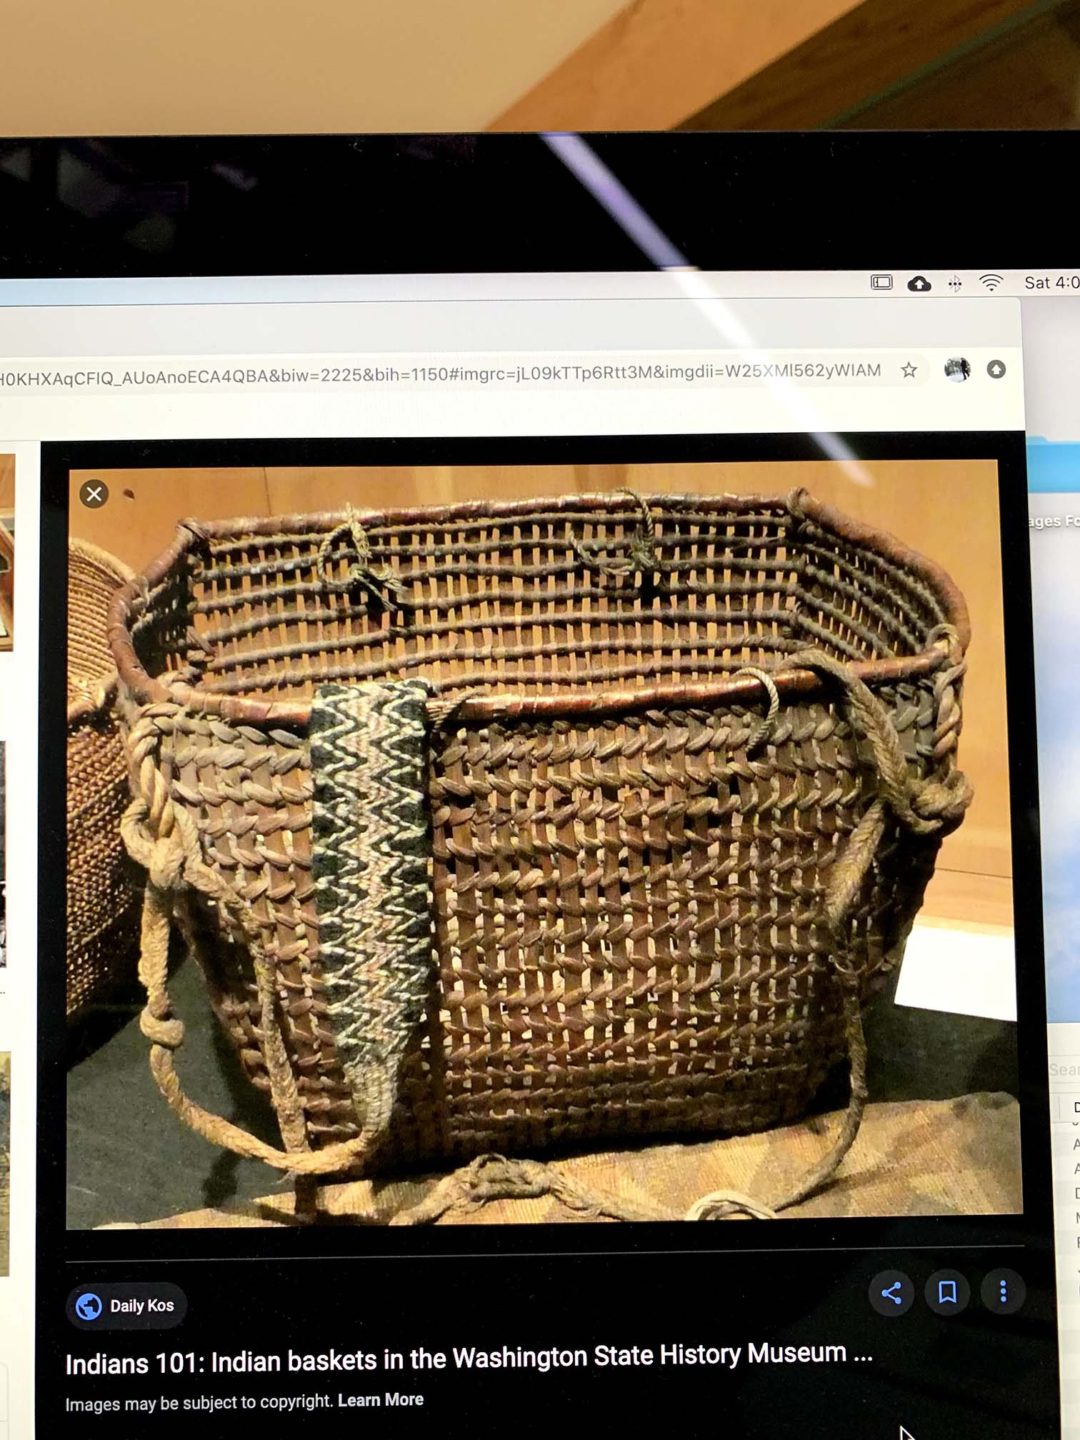 Sat 4:0
H0KHXAqCFIQ_AUoAnoECA4QBA&biw=2225&bih=1150#imgrc=jL09kTTp6Rtt3M&imgdii=W25XMI562yWIAM
ages Fo
Sear
Daily Kos
Indians 101: Indian baskets in the Washington State History Museum ...
Images may be subject to copyright. Learn More